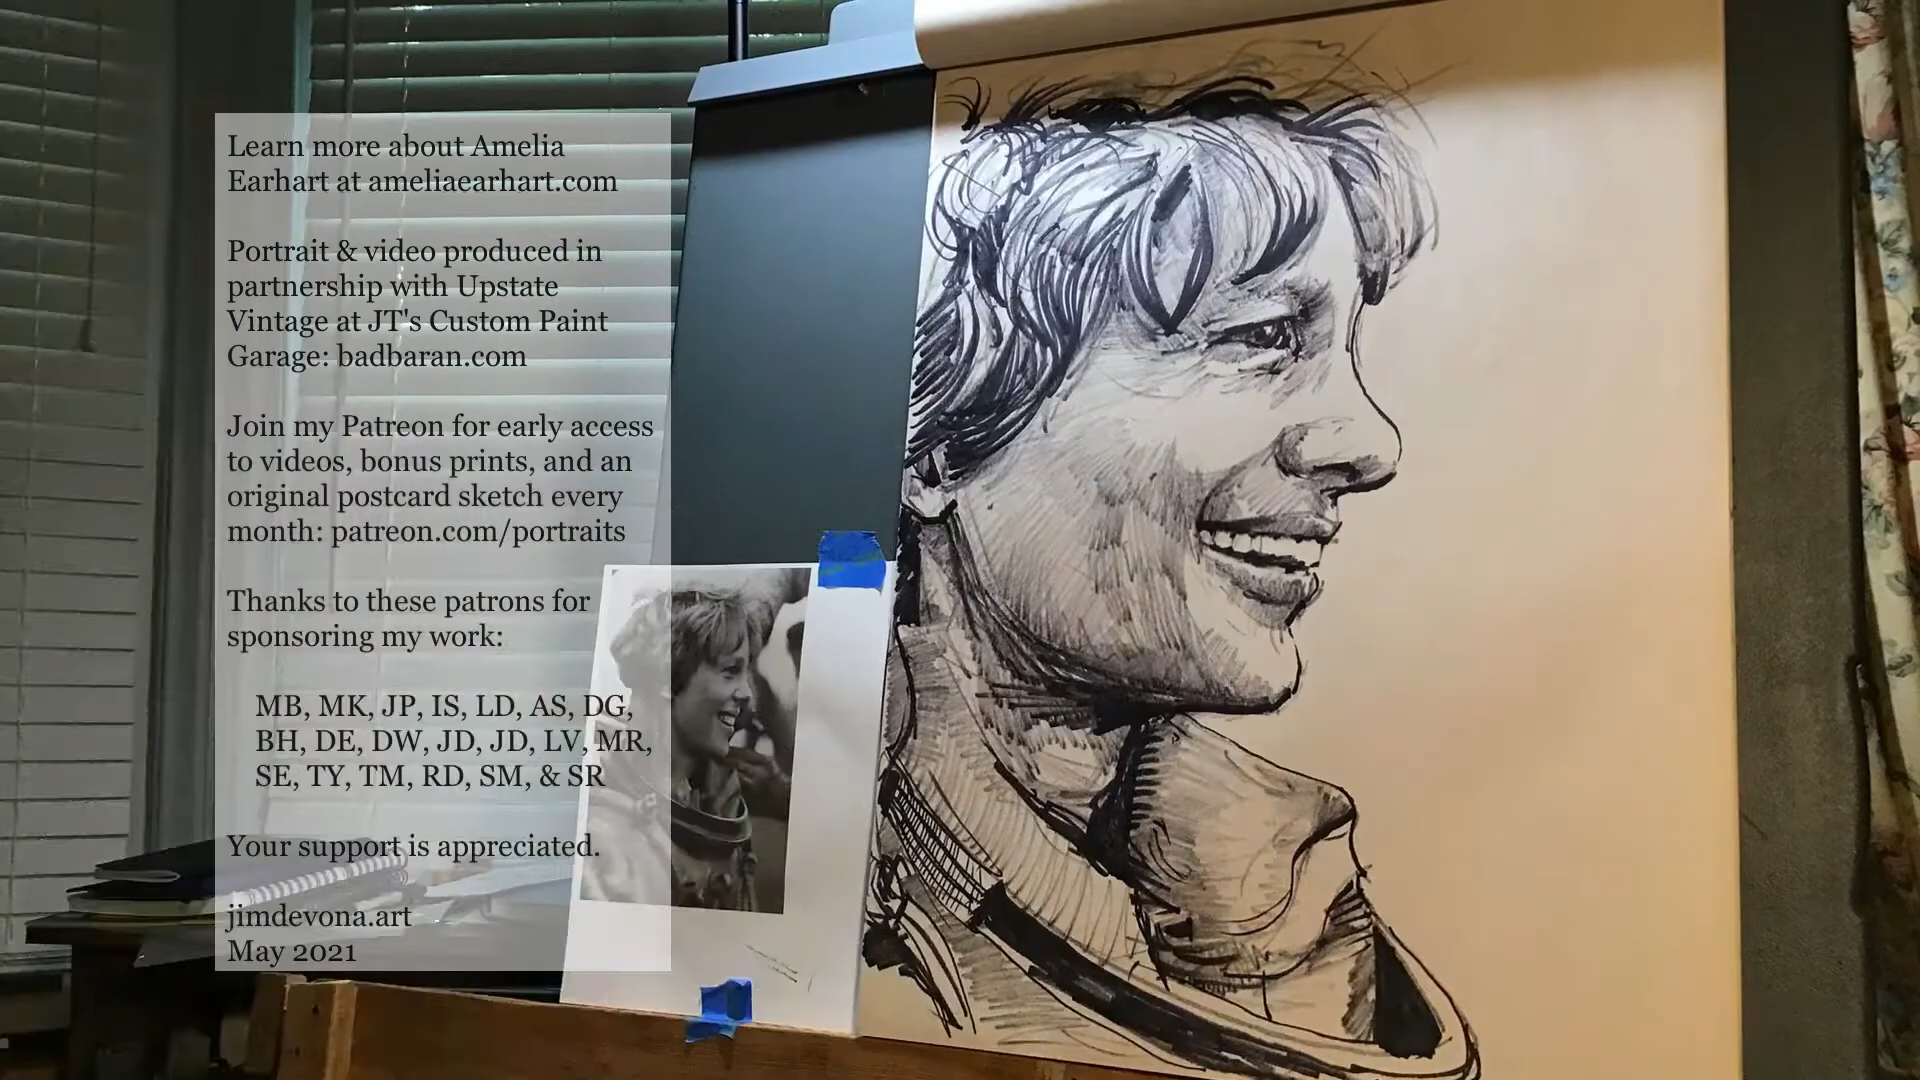 Learn more about Amelia
Earhart at ameliaearhart.com
Portrait & video produced in
partnership with Upstate
Vintage at JT's Custom Paint
Garage: badbaran.com
Join my Patreon for early access
to videos, bonus prints, and an
original postcard sketch every
month: patreon.com/portraits
Thanks to these patrons for
sponsoring my work:
MB, MK, JP, IS, LD, AS, DG,
BH, DE, DW, JD, JD, LV, MR,
SE, TY, TM, RD, SM, & SR
Your support is appreciated.
jimdevona.art
May 2021